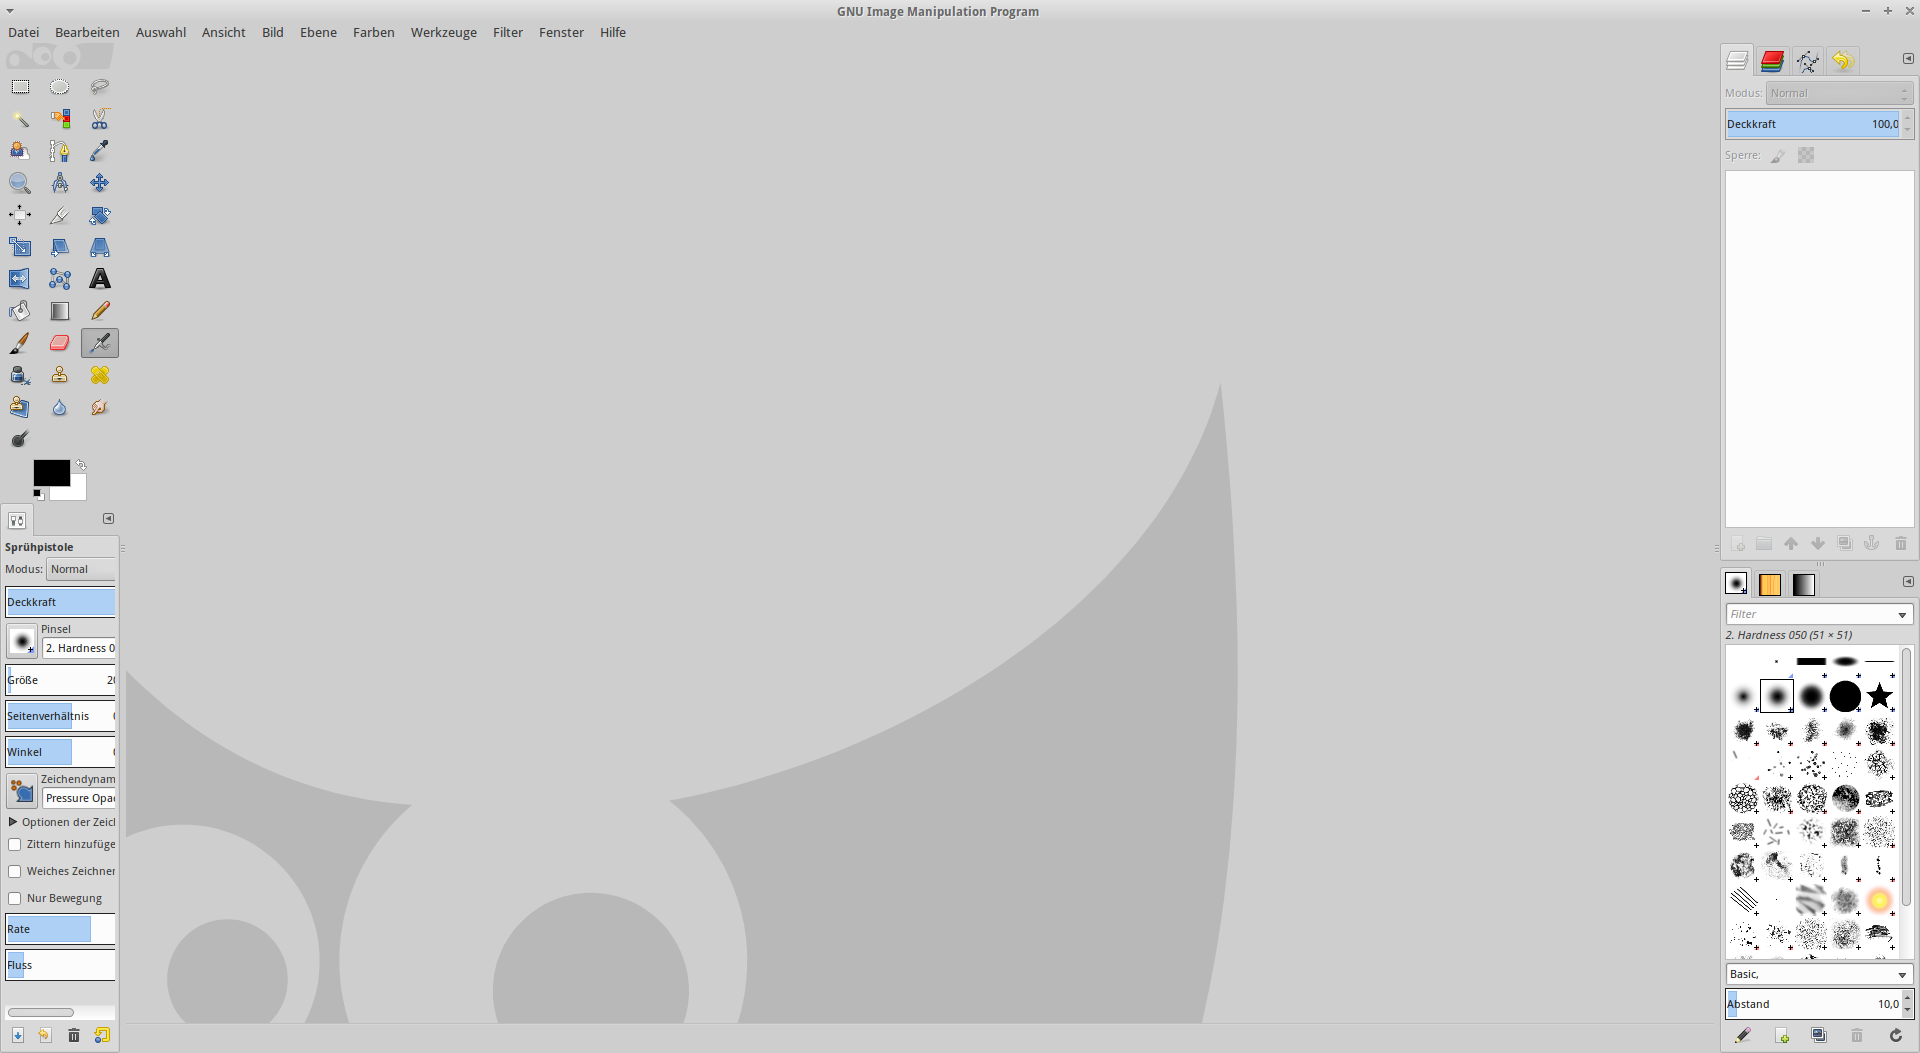 GNU Image Manipulation Program
Datei Bearbeiten Auswahl Ansicht Bild Ebene Farben Werkzeuge Filter Fenster Hilfe
Modus: Normal
Deckkraft 100,0
Sperre:
Sprühpistole
Modus: Normal
Deckkraft
Pinsel
2. Hardness 0
Größe 20
Seitenverhältnis
Winkel
Zeichendynam
Pressure Opa
Optionen der Zeic
Zittern hinzufüge
Weiches Zeichner
Nur Bewegung
Rate
Fluss
Filter
2. Hardness 050 (51 × 51)
Basic,
Abstand 10,0